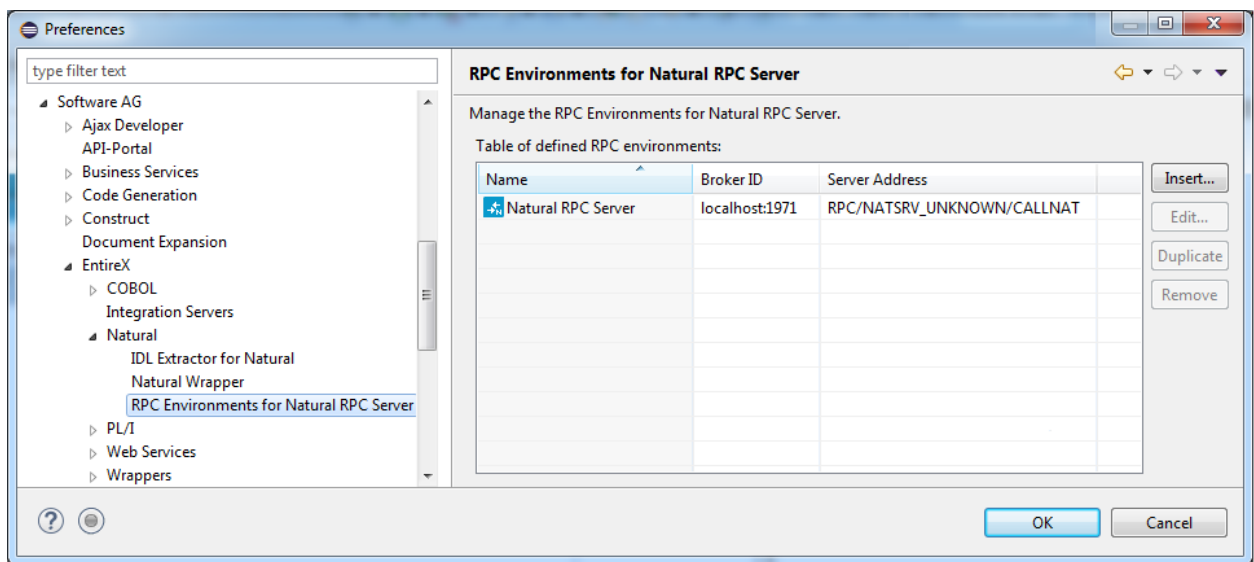 Preferences
type filter text
Software AG
Ajax Developer
API-Portal
Business Services
Code Generation
Construct
Document Expansion
EntireX
COBOL
Integration Servers
Natural
IDL Extractor for Natural
Natural Wrapper
RPC Environments for Natural RPC Server
PL/I
Web Services
Wrappers
RPC Environments for Natural RPC Server
Manage the RPC Environments for Natural RPC Server.
Table of defined RPC environments:
Name Broker ID Server Address
Natural RPC Server localhost:1971 RPC/NATSRV_UNKNOWN/CALLNAT
Insert...
Edit...
Duplicate
Remove
OK Cancel